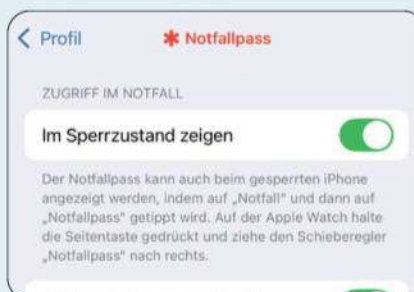 Profil
Notfallpass
ZUGRIFF IM NOTFALL
Im Sperrzustand zeigen
Der Notfallpass kann auch beim gesperrten iPhone
angezeigt werden, indem auf „Notfall" und dann auf
„Notfallpass" getippt wird. Auf der Apple Watch halte
die Seitentaste gedrückt und ziehe den Schieberegler
„Notfallpass" nach rechts.